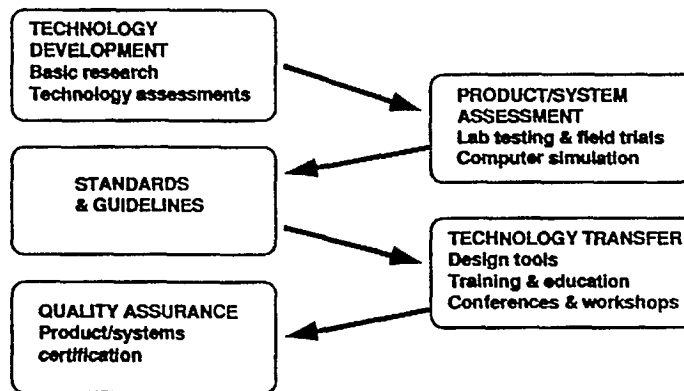 TECHNOLOGY
DEVELOPMENT
Basic research
Technology assessments
PRODUCT/SYSTEM
ASSESSMENT
Lab testing & field trials
Computer simulation
STANDARDS
& GUIDELINES
TECHNOLOGY TRANSFER
Design tools
Training & education
Conferences & workshops
QUALITY ASSURANCE
Product/systems
certification